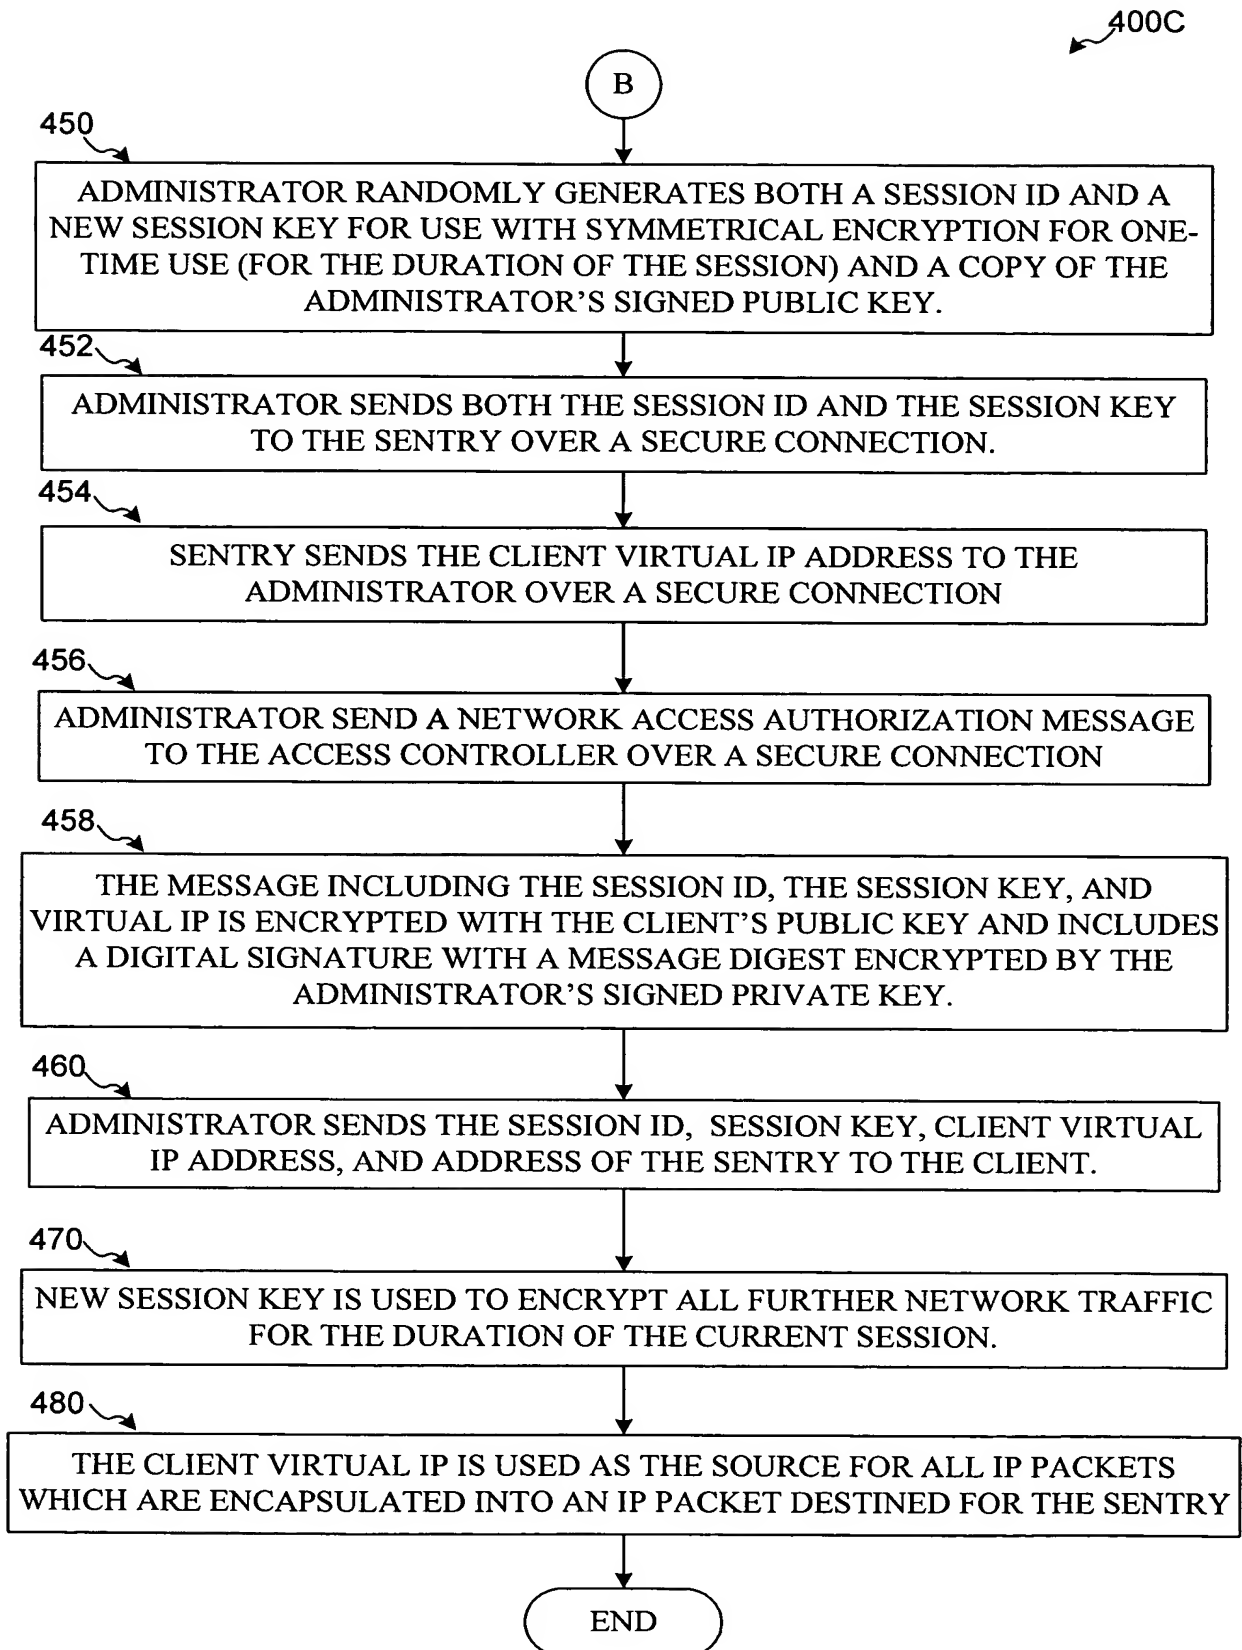 400C
B
450
ADMINISTRATOR RANDOMLY GENERATES BOTH A SESSION ID AND A
NEW SESSION KEY FOR USE WITH SYMMETRICAL ENCRYPTION FOR ONE-
TIME USE (FOR THE DURATION OF THE SESSION) AND A COPY OF THE
ADMINISTRATOR'S SIGNED PUBLIC KEY.
452
ADMINISTRATOR SENDS BOTH THE SESSION ID AND THE SESSION KEY
TO THE SENTRY OVER A SECURE CONNECTION.
454
SENTRY SENDS THE CLIENT VIRTUAL IP ADDRESS TO THE
ADMINISTRATOR OVER A SECURE CONNECTION
456
ADMINISTRATOR SEND A NETWORK ACCESS AUTHORIZATION MESSAGE
TO THE ACCESS CONTROLLER OVER A SECURE CONNECTION
458
THE MESSAGE INCLUDING THE SESSION ID, THE SESSION KEY, AND
VIRTUAL IP IS ENCRYPTED WITH THE CLIENT'S PUBLIC KEY AND INCLUDES
A DIGITAL SIGNATURE WITH A MESSAGE DIGEST ENCRYPTED BY THE
ADMINISTRATOR'S SIGNED PRIVATE KEY.
460
ADMINISTRATOR SENDS THE SESSION ID, SESSION KEY, CLIENT VIRTUAL
IP ADDRESS, AND ADDRESS OF THE SENTRY TO THE CLIENT.
470
NEW SESSION KEY IS USED TO ENCRYPT ALL FURTHER NETWORK TRAFFIC
FOR THE DURATION OF THE CURRENT SESSION.
480
THE CLIENT VIRTUAL IP IS USED AS THE SOURCE FOR ALL IP PACKETS
WHICH ARE ENCAPSULATED INTO AN IP PACKET DESTINED FOR THE SENTRY
END